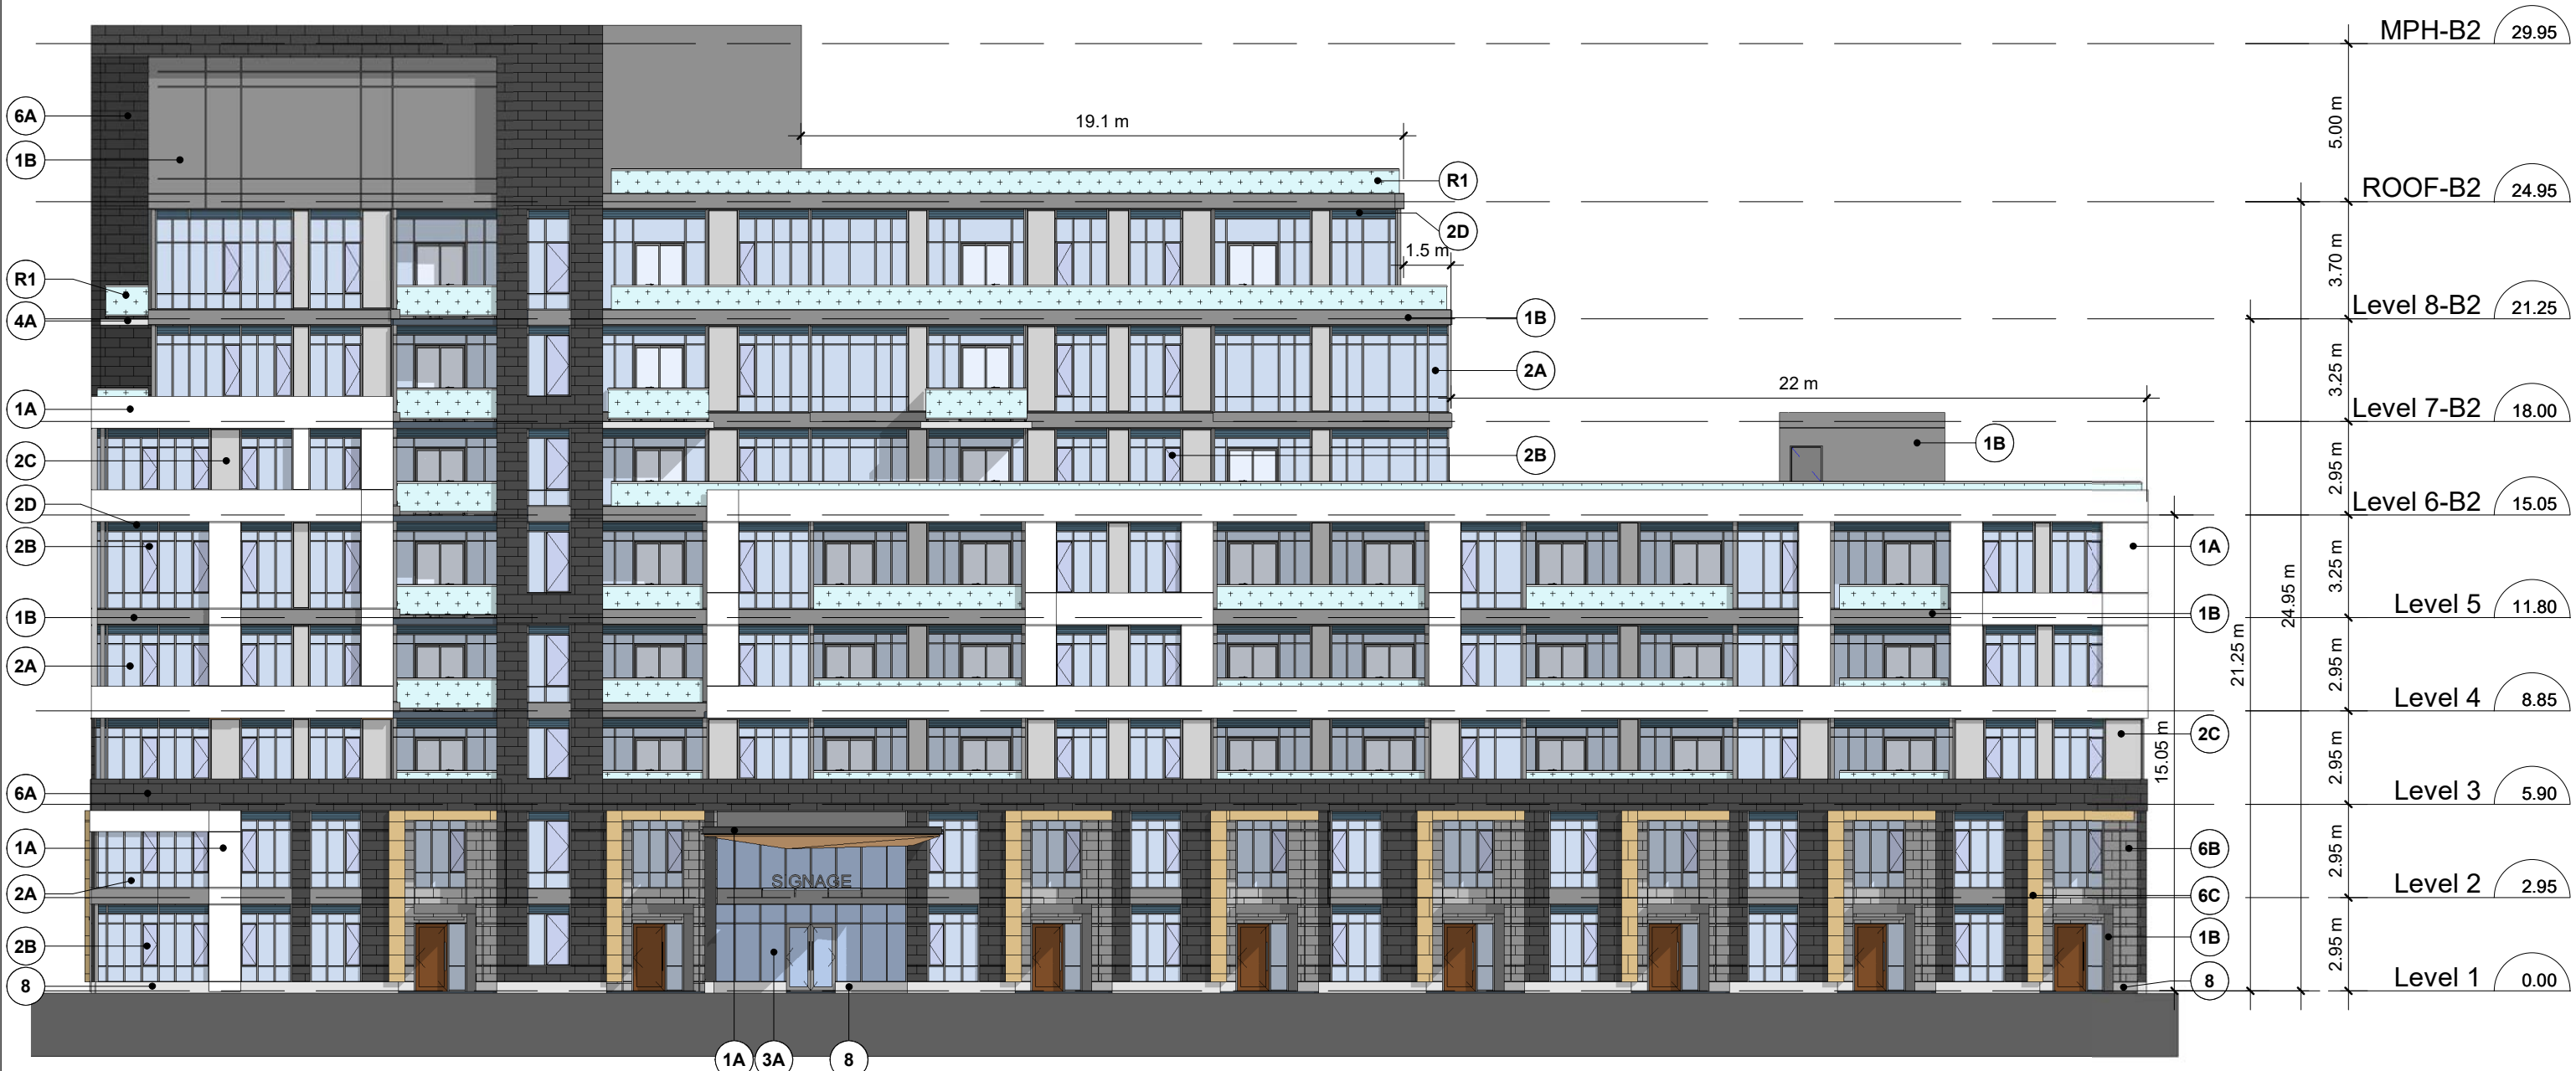 MPH-B2 29.95
6A
19.1 m
5.00 m
1B
R1
ROOF-B2 24.95
2D
1.5 m
3.70 m
R1
4A
1B
Level 8-B2 21.25
2A
22 m
3.25 m
1A
Level 7-B2 18.00
2C
2B
1B
2.95 m
2D
Level 6-B2 15.05
2B
1A
3.25 m
24.95 m
1B
1B
Level 5 11.80
21.25 m
2A
2.95 m
Level 4 8.85
2C
15.05 m
2.95 m
6A
Level 3 5.90
1A
6B
2.95 m
2A
SIGNAGE
6C
Level 2 2.95
2B
1B
2.95 m
8
8
Level 1 0.00
1A 3A 8